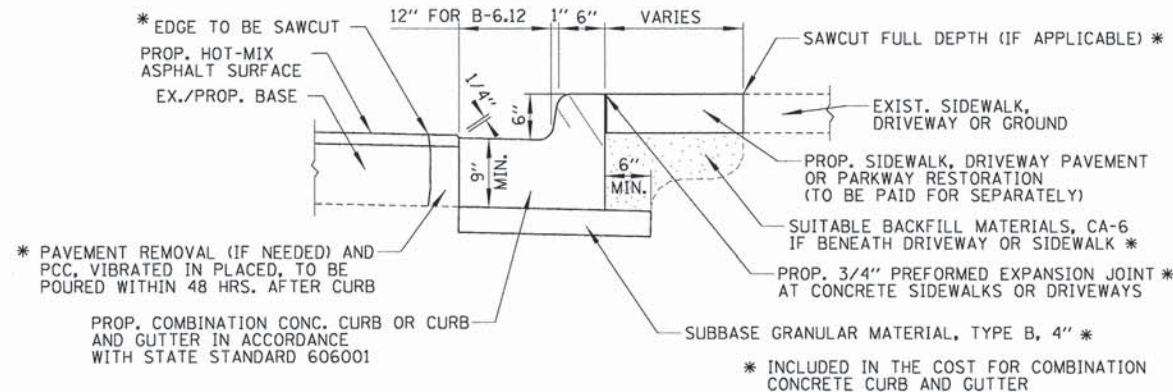 12" FOR B-6.12 1" 6" VARIES
* EDGE TO BE SAWCUT
PROP. HOT-MIX
ASPHALT SURFACE
EX./PROP. BASE
1/4"
6"
9"
MIN.
6"
MIN.
SAWCUT FULL DEPTH (IF APPLICABLE) *
EXIST. SIDEWALK,
DRIVEWAY OR GROUND
PROP. SIDEWALK, DRIVEWAY PAVEMENT
OR PARKWAY RESTORATION
(TO BE PAID FOR SEPARATELY)
SUITABLE BACKFILL MATERIALS, CA-6
IF BENEATH DRIVEWAY OR SIDEWALK *
PROP. 3/4" PREFORMED EXPANSION JOINT *
AT CONCRETE SIDEWALKS OR DRIVEWAYS
* PAVEMENT REMOVAL (IF NEEDED) AND
PCC, VIBRATED IN PLACED, TO BE
POURED WITHIN 48 HRS. AFTER CURB
PROP. COMBINATION CONC. CURB OR CURB
AND GUTTER IN ACCORDANCE
WITH STATE STANDARD 606001
SUBBASE GRANULAR MATERIAL, TYPE B, 4" *
* INCLUDED IN THE COST FOR COMBINATION
CONCRETE CURB AND GUTTER